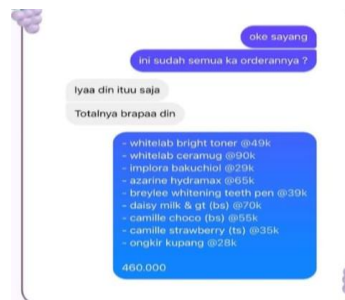 oke sayang
ini sudah semua ka orderannya ?
Iyaa din ituu saja
Totalnya brapaa din
- whitelab bright toner @49k
- whitelab ceramug @90k
- implora bakuchiol @29k
- azarine hydramax @65k
- breylee whitening teeth pen @39k
- daisy milk & gt (bs) @70k
- camille choco (bs) @55k
- camille strawberry (ts) @35k
- ongkir kupang @28k
460.000